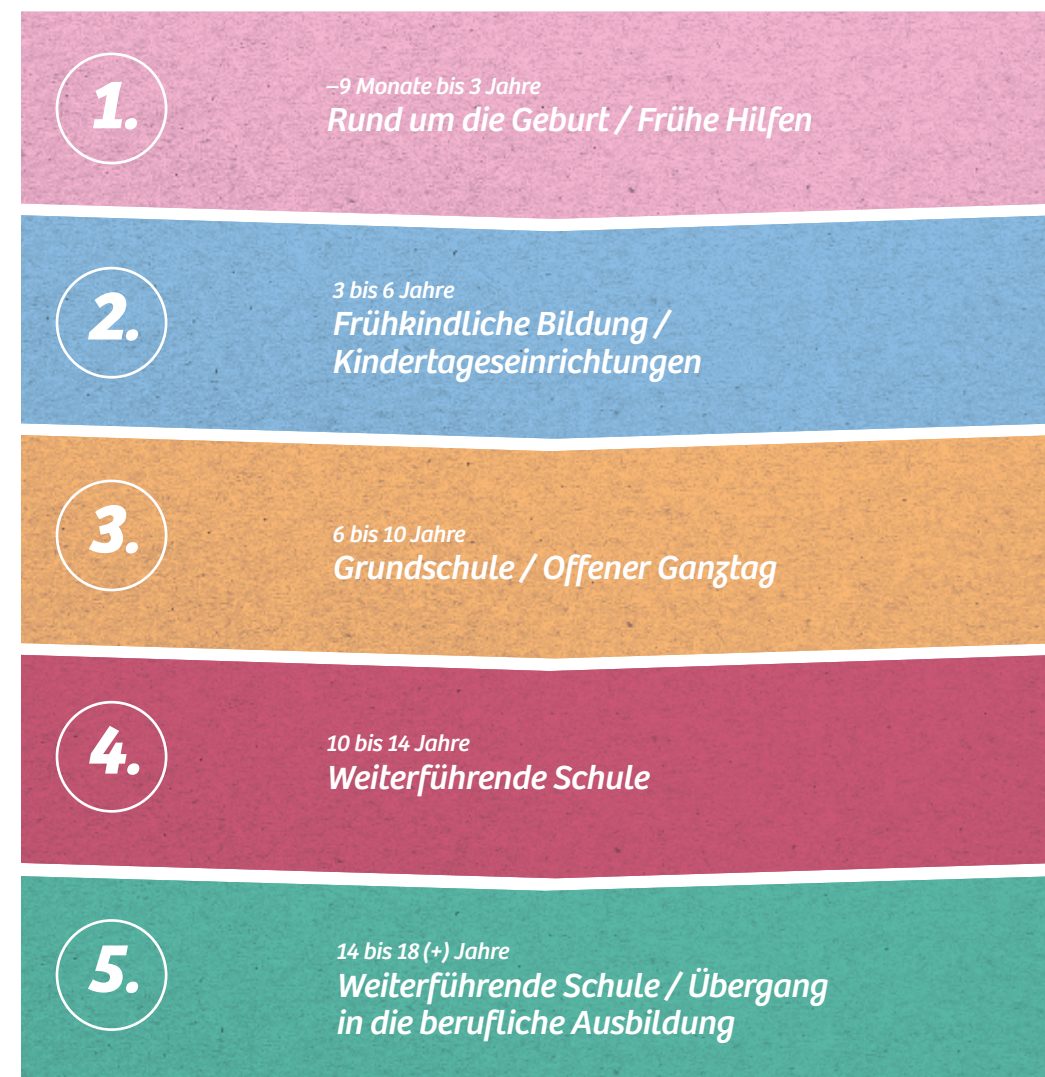 1.
–9 Monate bis 3 Jahre
Rund um die Geburt / Frühe Hilfen
2.
3 bis 6 Jahre
Frühkindliche Bildung /
Kindertageseinrichtungen
3.
6 bis 10 Jahre
Grundschule / Offener Ganztag
4.
10 bis 14 Jahre
Weiterführende Schule
5.
14 bis 18 (+) Jahre
Weiterführende Schule / Übergang
in die berufliche Ausbildung